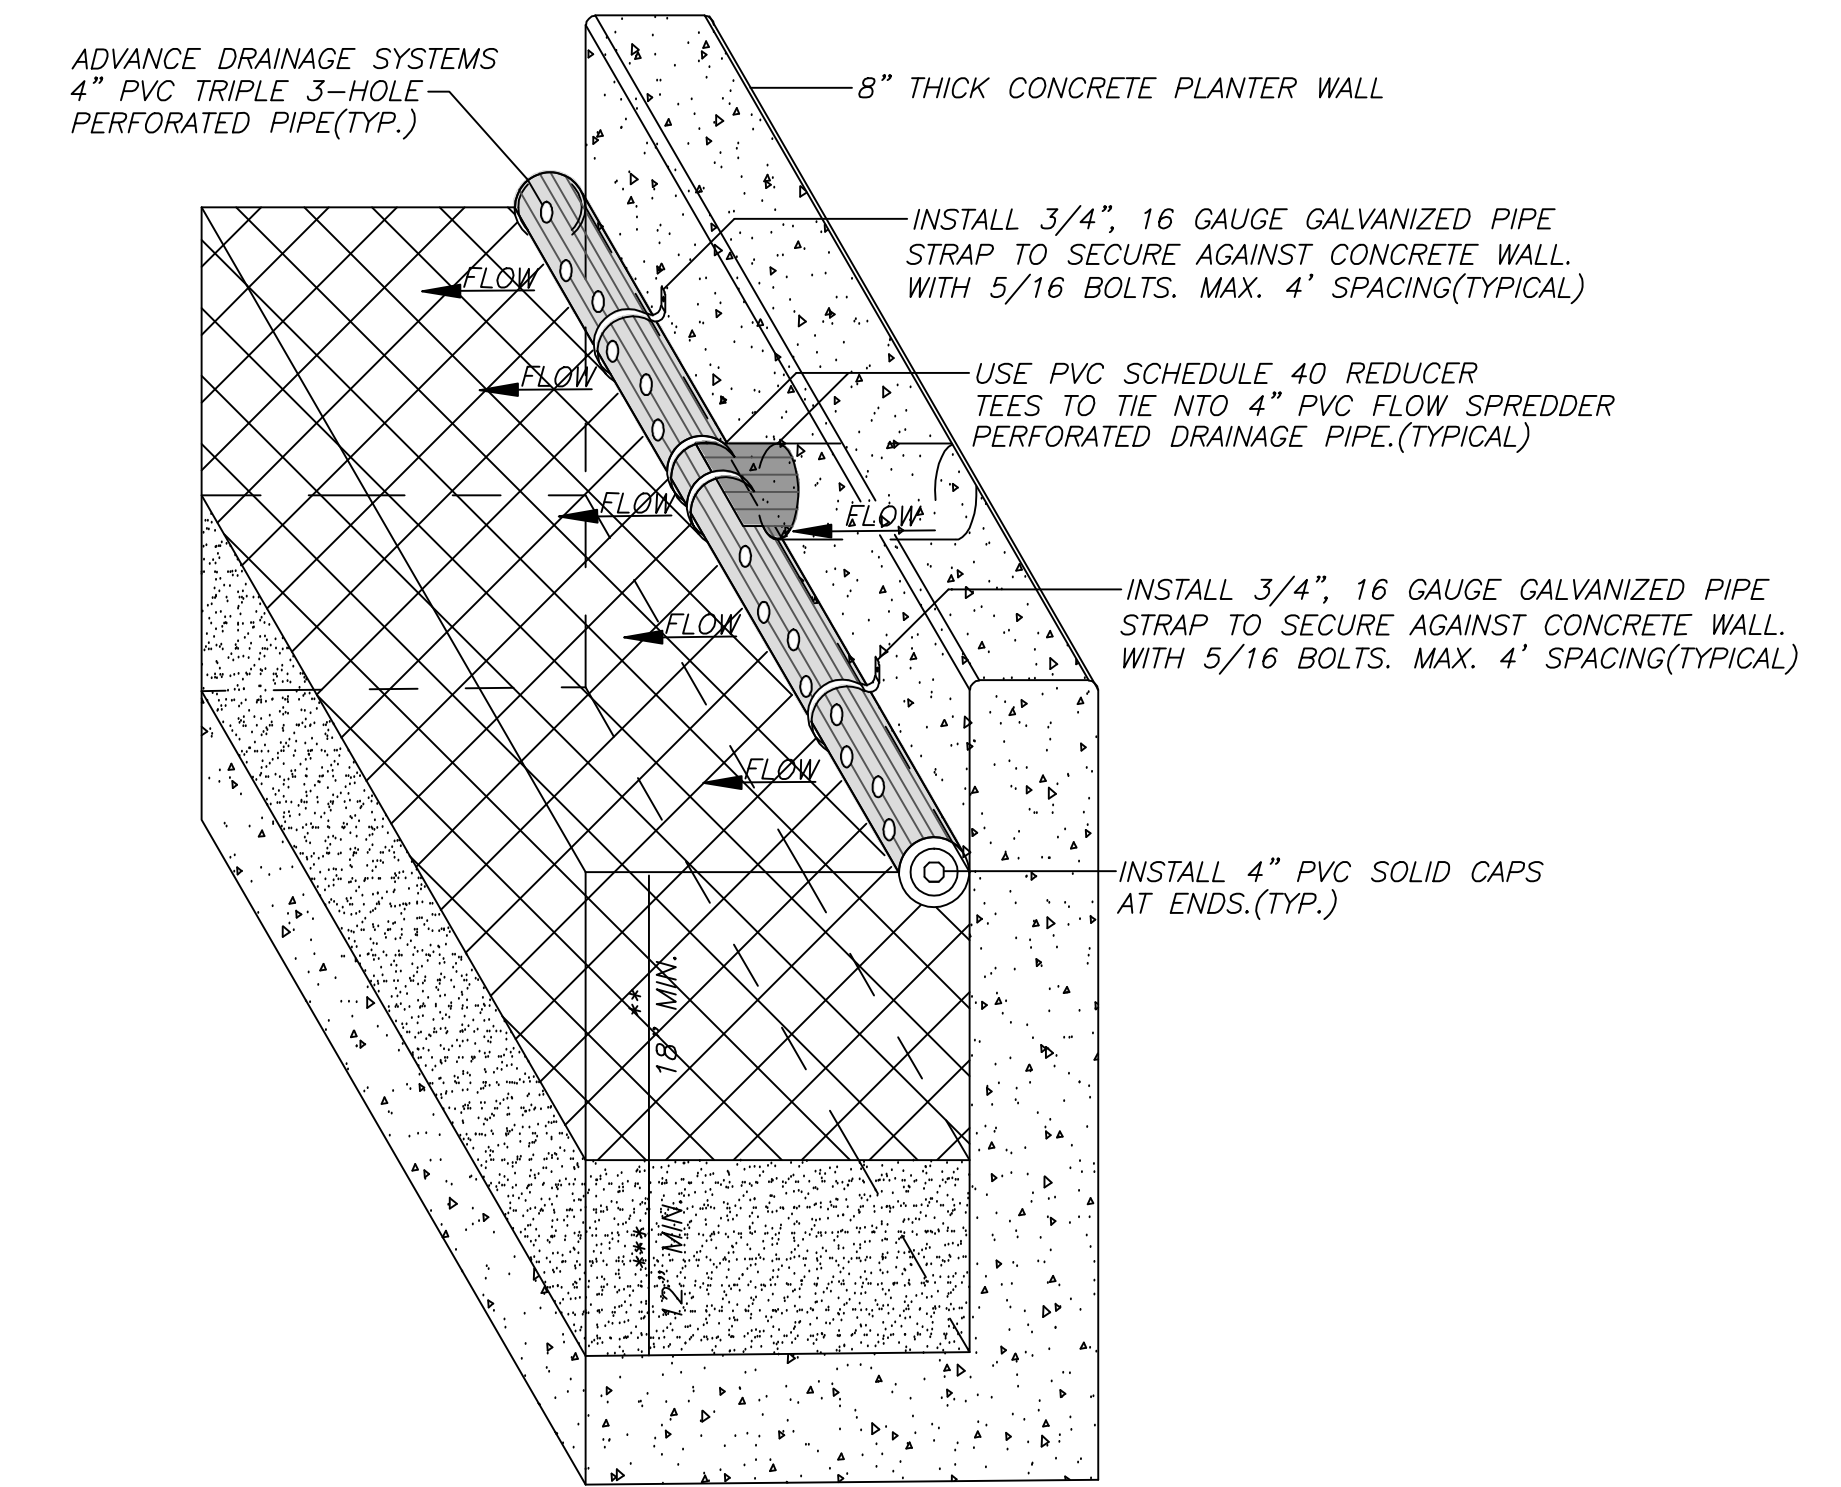 ADVANCE DRAINAGE SYSTEMS
4” PVC TRIPLE 3-HOLE
PERFORATED PIPE(TYP.)
8” THICK CONCRETE PLANTER WALL
INSTALL 3/4”, 16 GAUGE GALVANIZED PIPE
STRAP TO SECURE AGAINST CONCRETE WALL.
WITH 5/16 BOLTS. MAX. 4’ SPACING(TYPICAL)
FLOW
FLOW
USE PVC SCHEDULE 40 REDUCER
TEES TO TIE NTO 4” PVC FLOW SPREDDER
PERFORATED DRAINAGE PIPE.(TYPICAL)
FLOW
FLOW
INSTALL 3/4”, 16 GAUGE GALVANIZED PIPE
STRAP TO SECURE AGAINST CONCRETE WALL.
WITH 5/16 BOLTS. MAX. 4’ SPACING(TYPICAL)
FLOW
FLOW
INSTALL 4” PVC SOLID CAPS
AT ENDS.(TYP.)
**
18” MIN.
***
12” MIN.